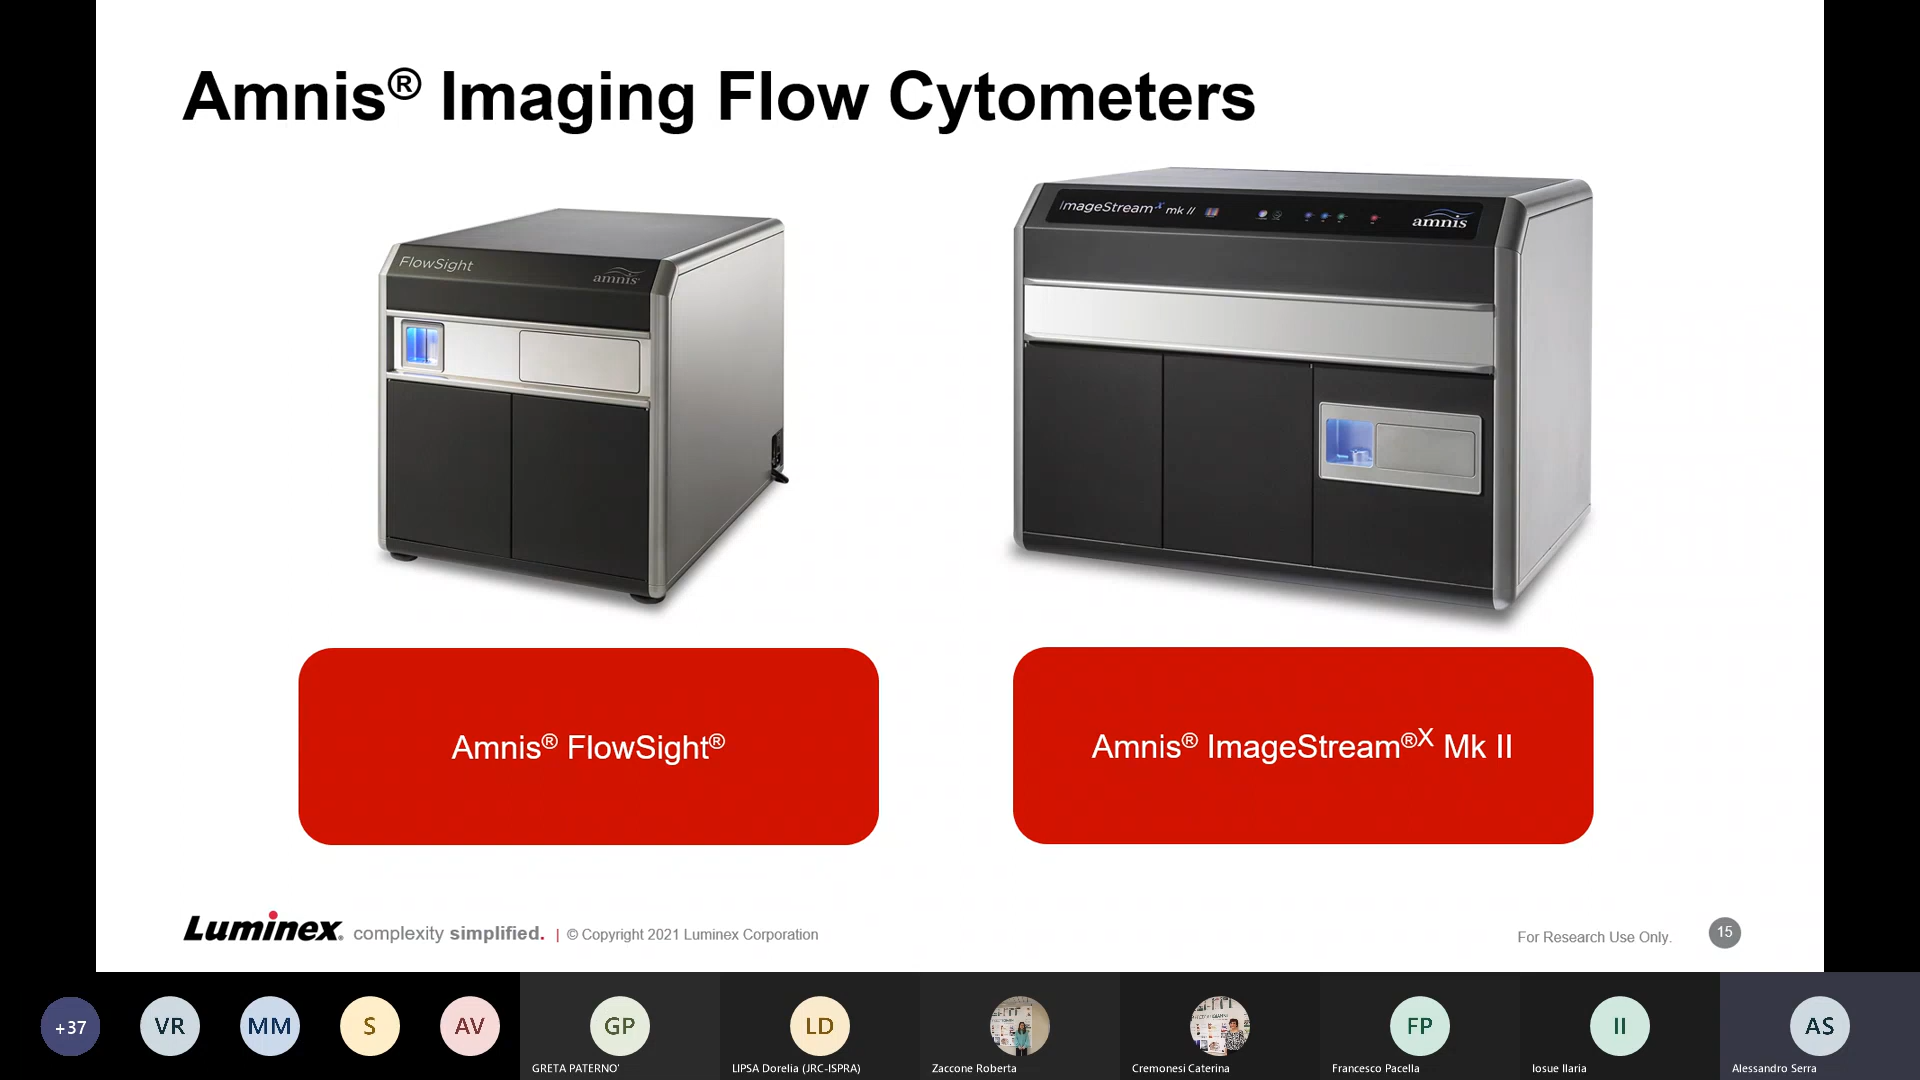 Amnis® Imaging Flow Cytometers
FlowSight
amnis
ImageStreamX mk II
amnis
Amnis® FlowSight®
Amnis® ImageStream®X Mk II
Luminex® complexity simplified. | © Copyright 2021 Luminex Corporation
For Research Use Only.
15
+37
VR
MM
S
AV
GP
LD
FP
II
AS
GRETA PATERNO'
LIPSA Dorelia (JRC-ISPRA)
Zaccone Roberta
Cremonesi Caterina
Francesco Pacella
Iosue Ilaria
Alessandro Serra